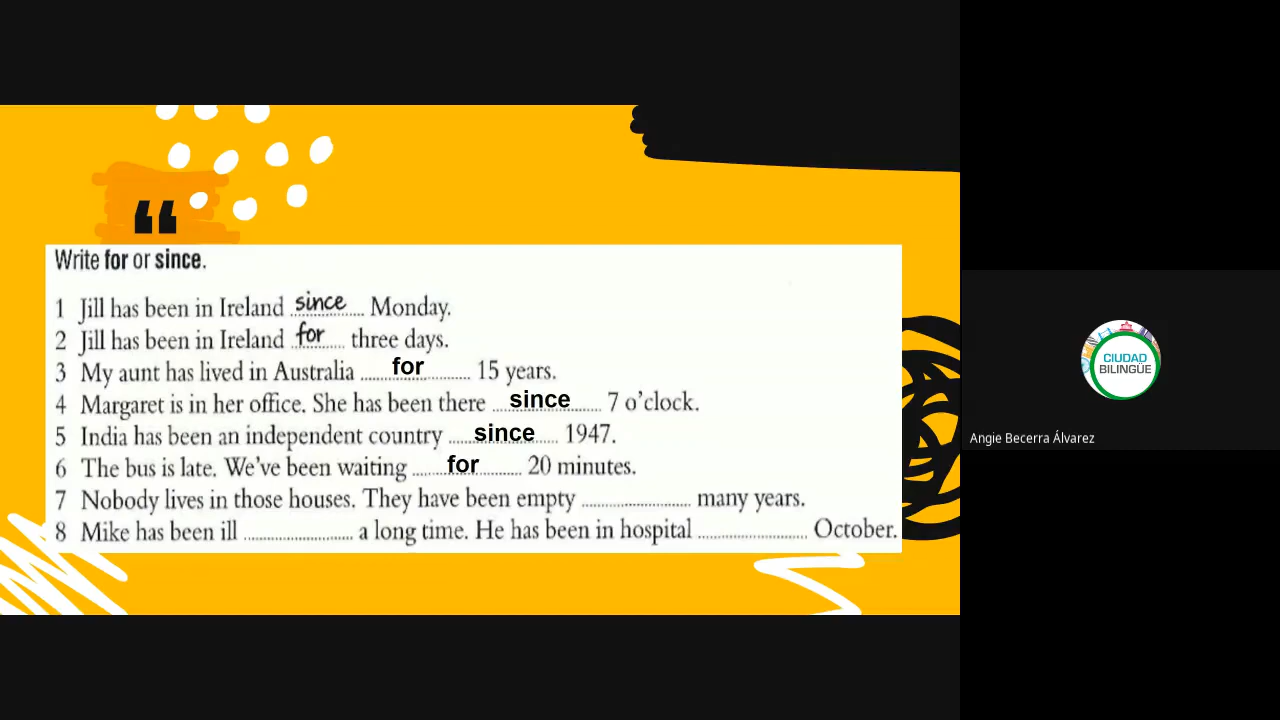 “
Write for or since.
1 Jill has been in Ireland since Monday.
2 Jill has been in Ireland for three days.
3 My aunt has lived in Australia for 15 years.
4 Margaret is in her office. She has been there since 7 o'clock.
5 India has been an independent country since 1947.
6 The bus is late. We've been waiting for 20 minutes.
7 Nobody lives in those houses. They have been empty .......................... many years.
8 Mike has been ill .......................... a long time. He has been in hospital .......................... October.
CIUDAD
BILINGÜE
Angie Becerra Álvarez